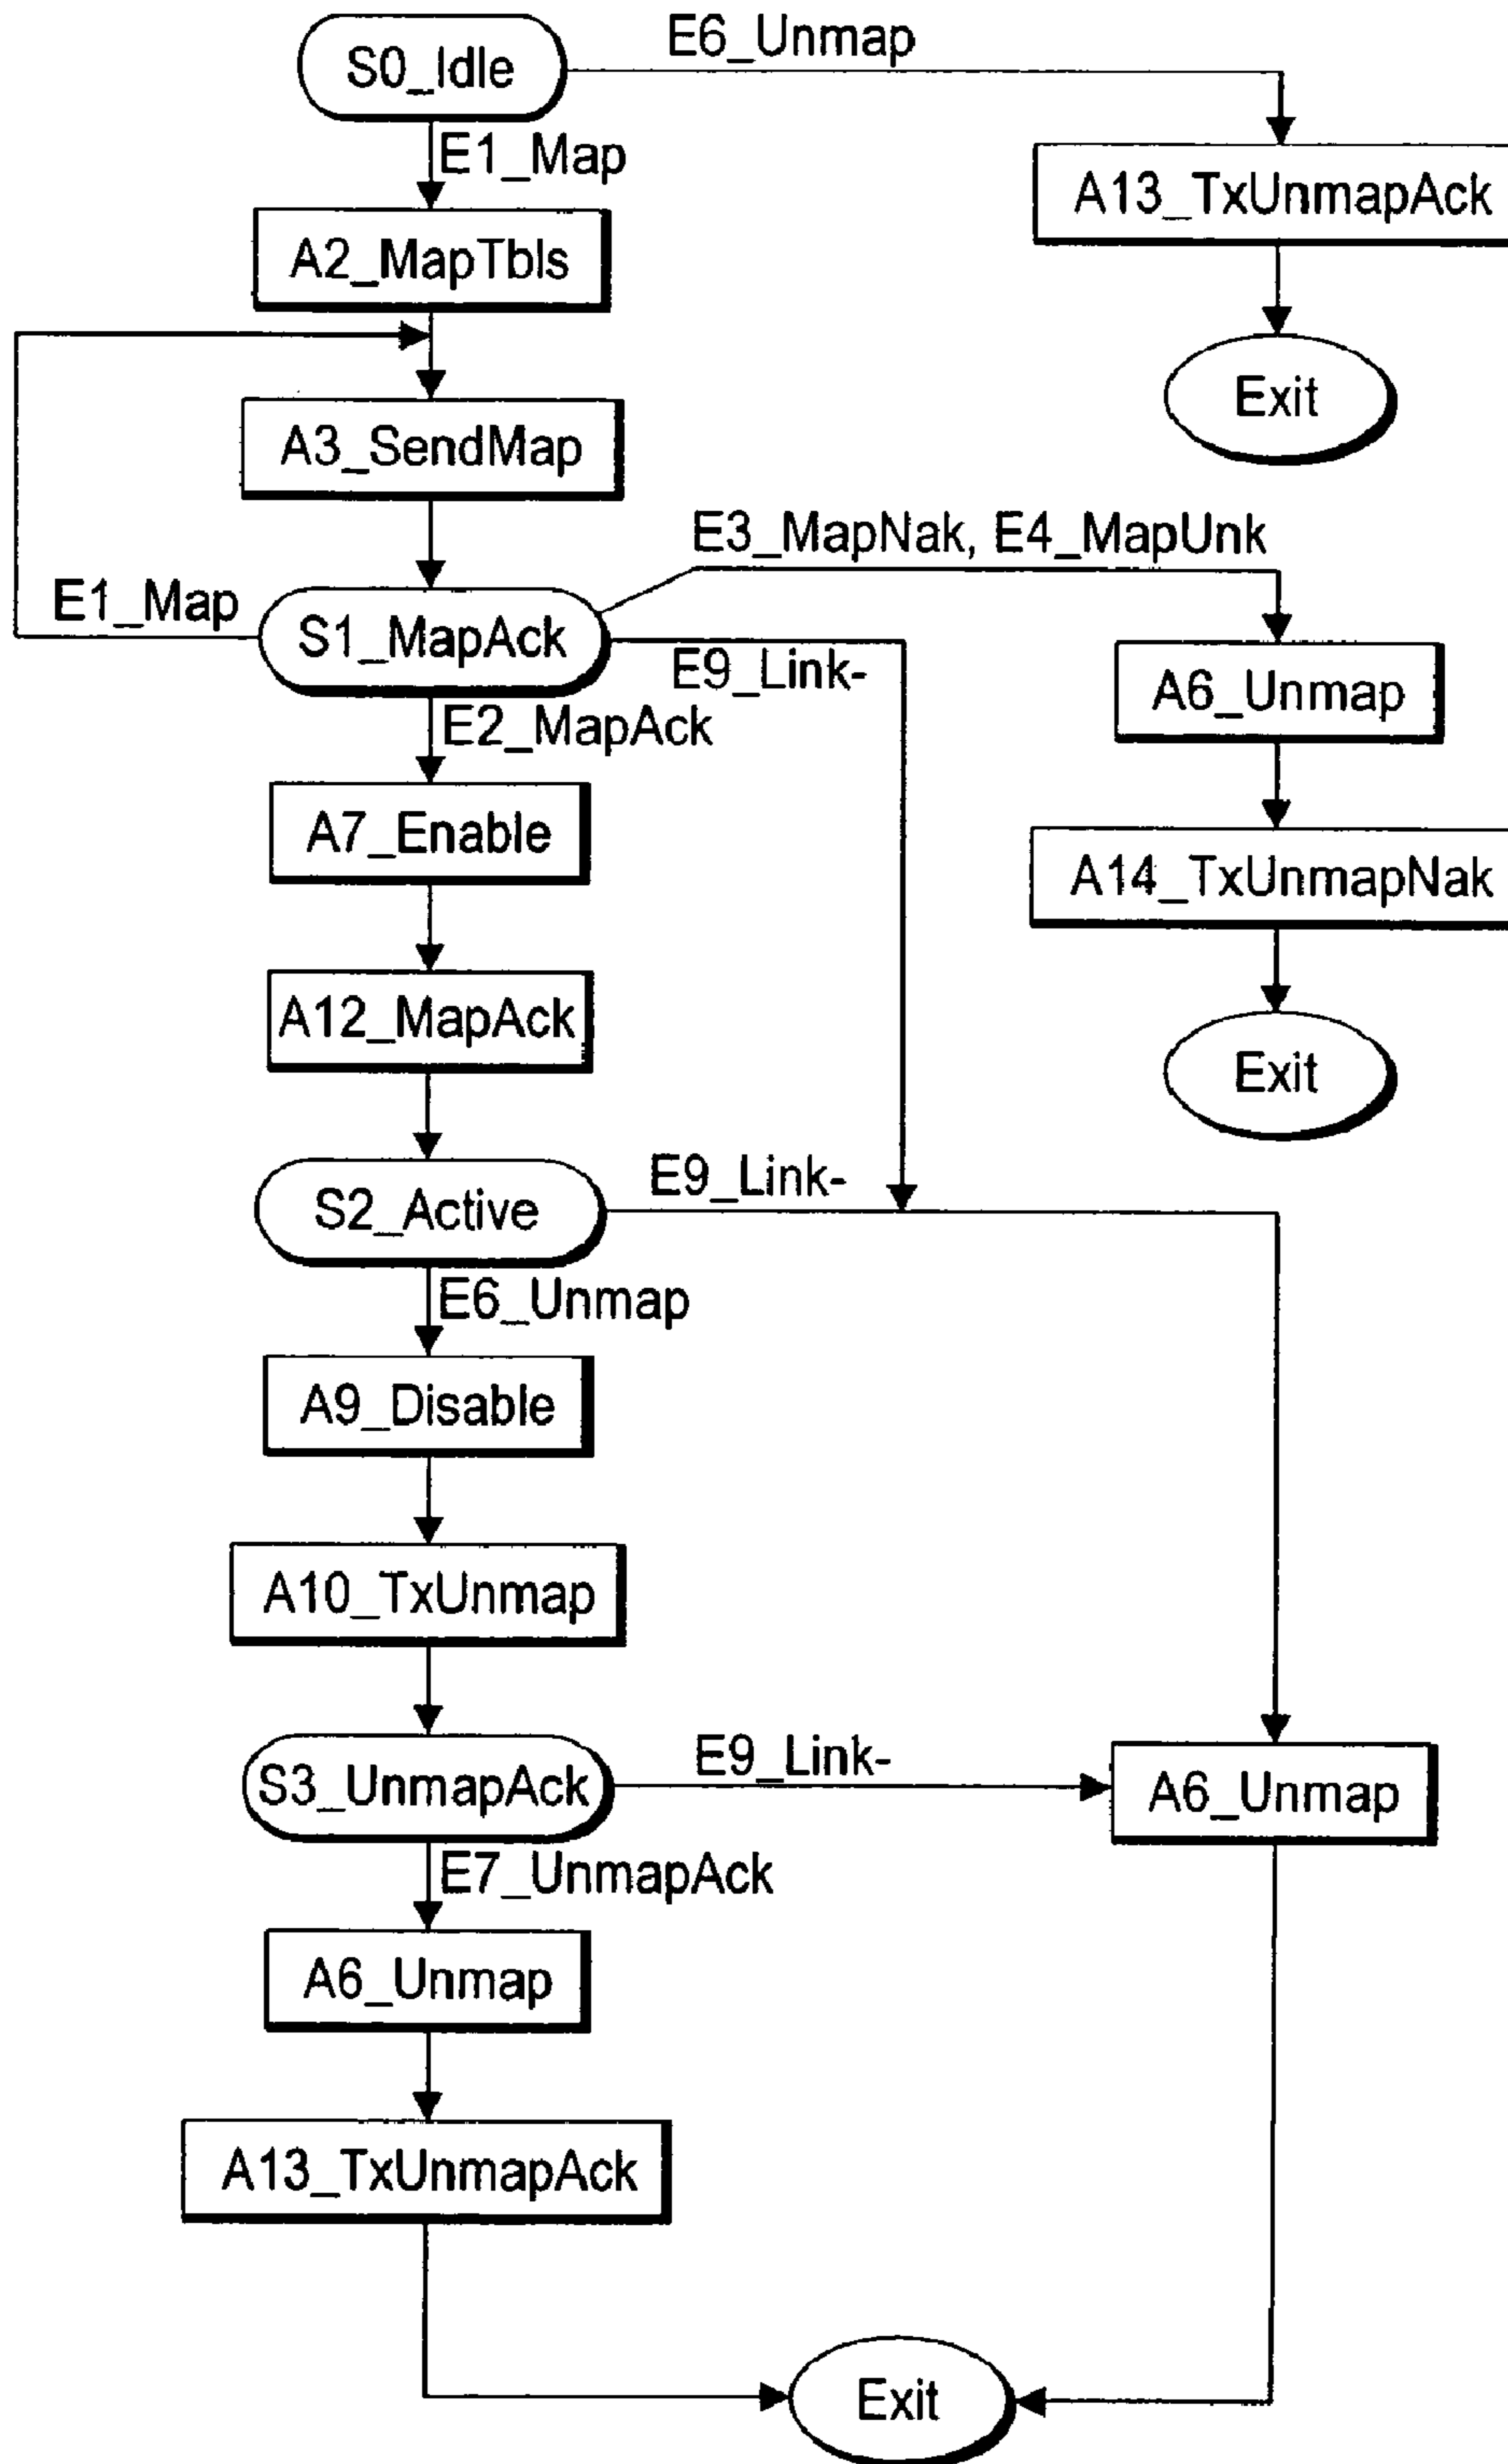 S0_Idle
E6_Unmap
E1_Map
A13_TxUnmapAck
A2_MapTbls
Exit
A3_SendMap
E3_MapNak, E4_MapUnk
E1_Map
S1_MapAck
E9_Link-
A6_Unmap
E2_MapAck
A7_Enable
A14_TxUnmapNak
A12_MapAck
Exit
E9_Link-
S2_Active
E6_Unmap
A9_Disable
A10_TxUnmap
E9_Link-
S3_UnmapAck
A6_Unmap
E7_UnmapAck
A6_Unmap
A13_TxUnmapAck
Exit